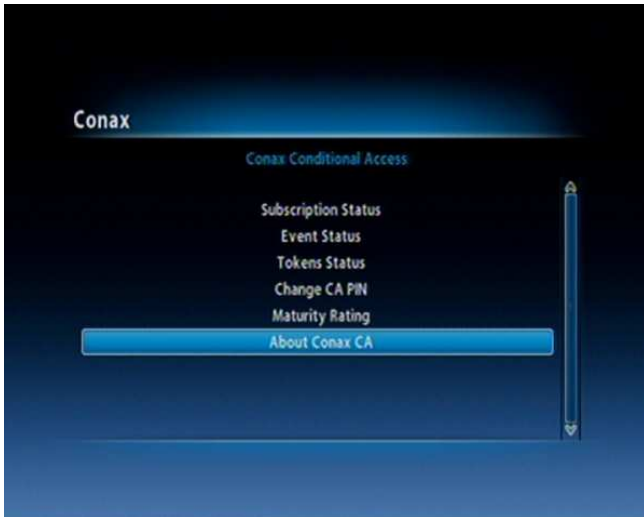 Conax
Conax Conditional Access
Subscription Status
Event Status
Tokens Status
Change CA PIN
Maturity Rating
About Conax CA